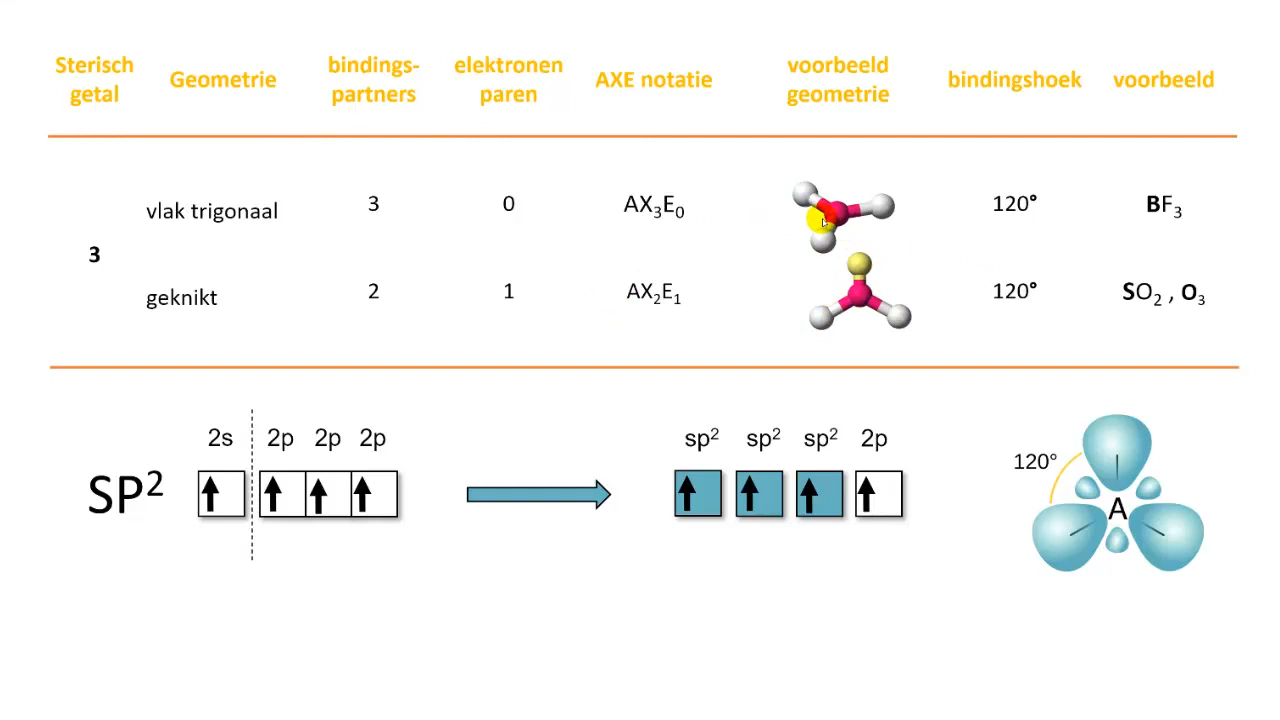 Sterisch getal
Geometrie
bindings-partners
elektronen paren
AXE notatie
voorbeeld geometrie
bindingshoek
voorbeeld
3
vlak trigonaal
3
0
AX₃E₀
120°
BF₃
geknikt
2
1
AX₂E₁
120°
SO₂ , O₃
SP²
2s
2p
2p
2p
sp²
sp²
sp²
2p
120°
A